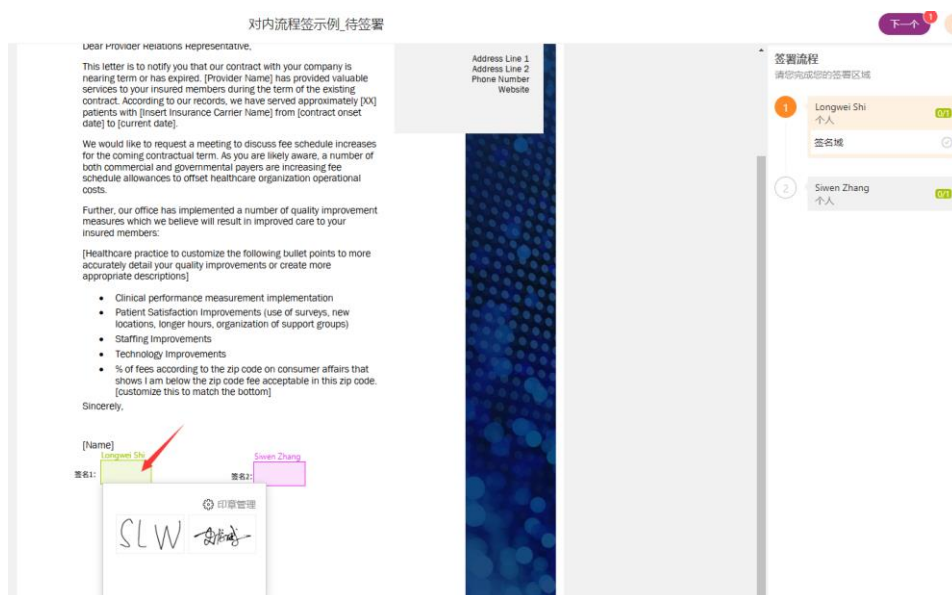 对内流程签示例_待签署
下一个
1
Dear Provider Relations Representative,
This letter is to notify you that our contract with your company is
nearing term or has expired. [Provider Name] has provided valuable
services to your insured members during the term of the existing
contract. According to our records, we have served approximately [XX]
patients with [Insert Insurance Carrier Name] from [contract onset
date] to [current date].
We would like to request a meeting to discuss fee schedule increases
for the coming contractual term. As you are likely aware, a number of
both commercial and governmental payers are increasing fee
schedule allowances to offset healthcare organization operational
costs.
Further, our office has implemented a number of quality improvement
measures which we believe will result in improved care to your
insured members:
[Healthcare practice to customize the following bullet points to more
accurately detail your quality improvements or create more
appropriate descriptions]
• Clinical performance measurement implementation
• Patient Satisfaction Improvements (use of surveys, new
locations, longer hours, organization of support groups)
• Staffing Improvements
• Technology Improvements
• % of fees according to the zip code on consumer affairs that
shows I am below the zip code fee acceptable in this zip code.
[customize this to match the bottom]
Sincerely,
[Name]
Longwei Shi
Siwen Zhang
签名1:
签名2:
印章管理
SLW
Address Line 1
Address Line 2
Phone Number
Website
签署流程
请您完成您的签署区域
1
Longwei Shi
0/1
个人
签名域
2
Siwen Zhang
0/1
个人